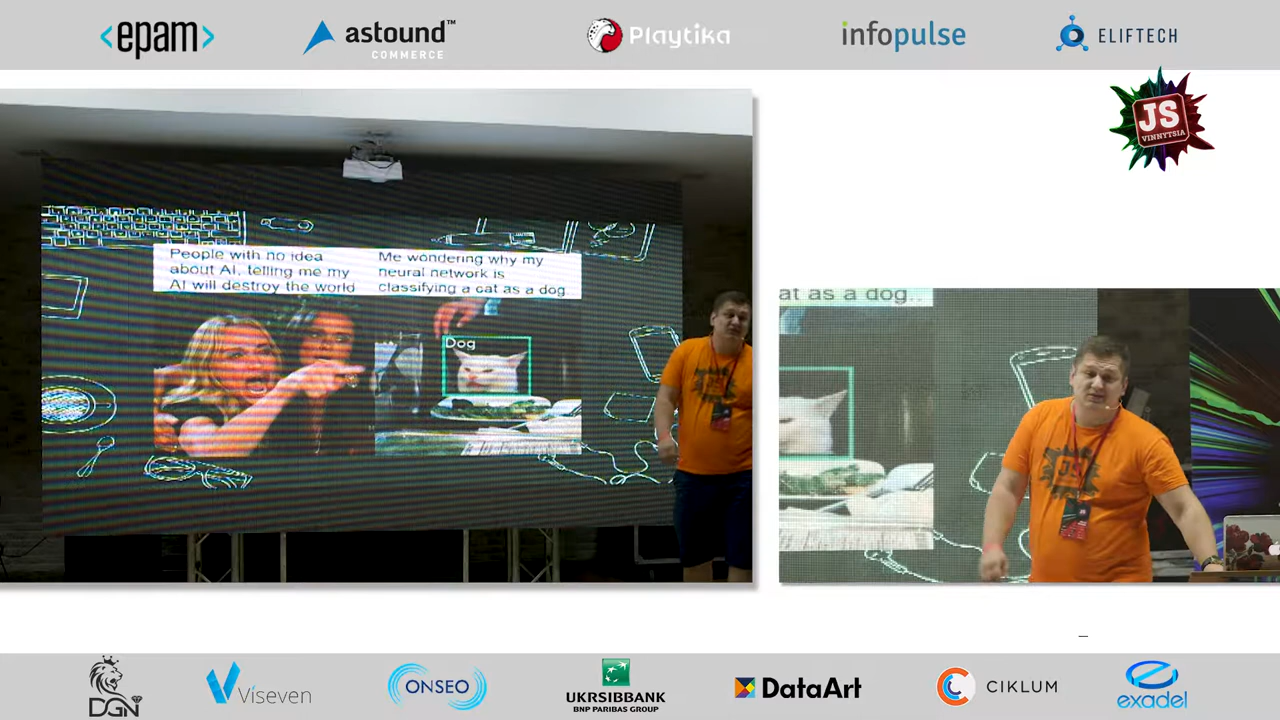 <epam>
astound™
COMMERCE
Playtika
infopulse
ELIFTECH
JS
VINNYTSIA
People with no idea
about AI, telling me my
AI will destroy the world
Me wondering why my
neural network is
classifying a cat as a dog..
Dog
at as a dog..
JS
DGN
Viseven
ONSEO
UKRSIBBANK
BNP PARIBAS GROUP
DataArt
CIKLUM
exadel